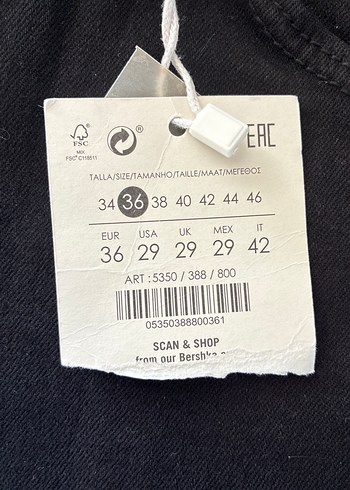 FSC®
MIX
FSC® C118511
®
EAC
TALLA/SIZE/TAMANHO/TAILLE/MAAT/ΜΕΓΕΘΟΣ
34 36 38 40 42 44 46
EUR USA UK MEX IT
36 29 29 29 42
ART : 5350 / 388 / 800
05350388800361
SCAN & SHOP
from our Bershka